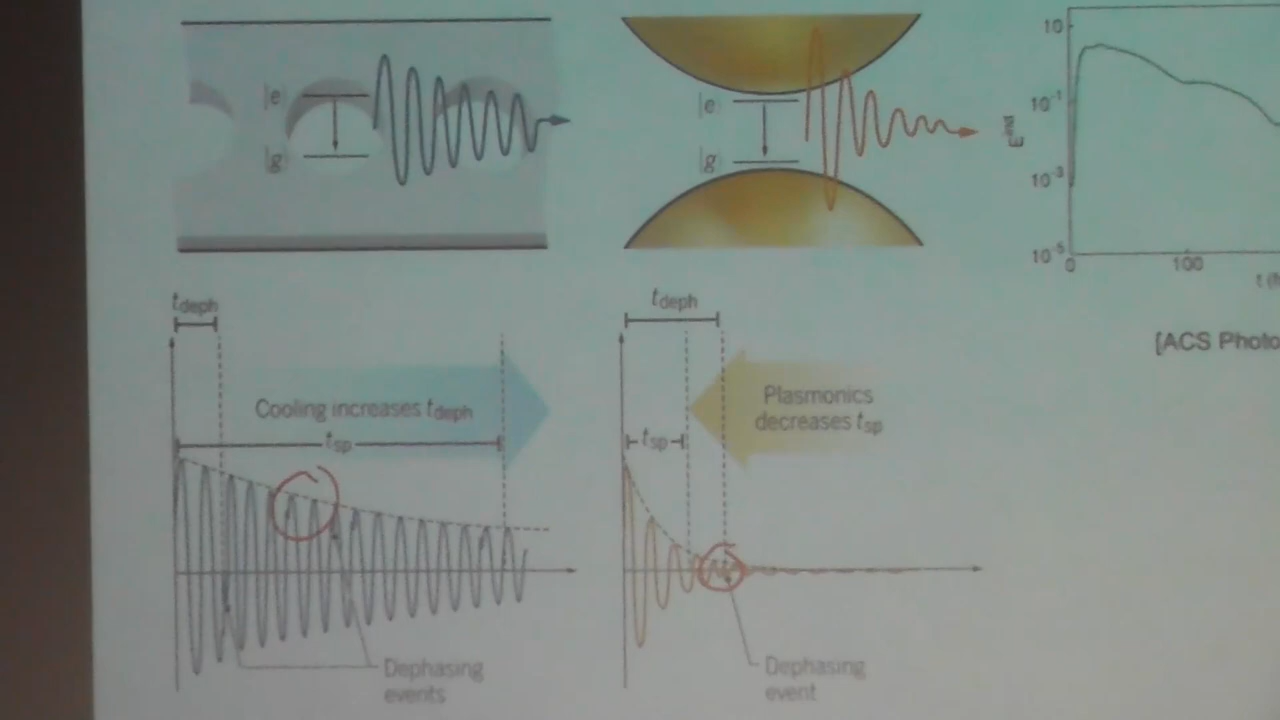 |e⟩
|g⟩
|e⟩
|g⟩
10
10⁻¹
10⁻³
10⁻⁵
0
100
t
[ACS Photo
t_deph
Cooling increases t_deph
t_sp
Dephasing
events
t_deph
Plasmonics
decreases t_sp
t_sp
Dephasing
event